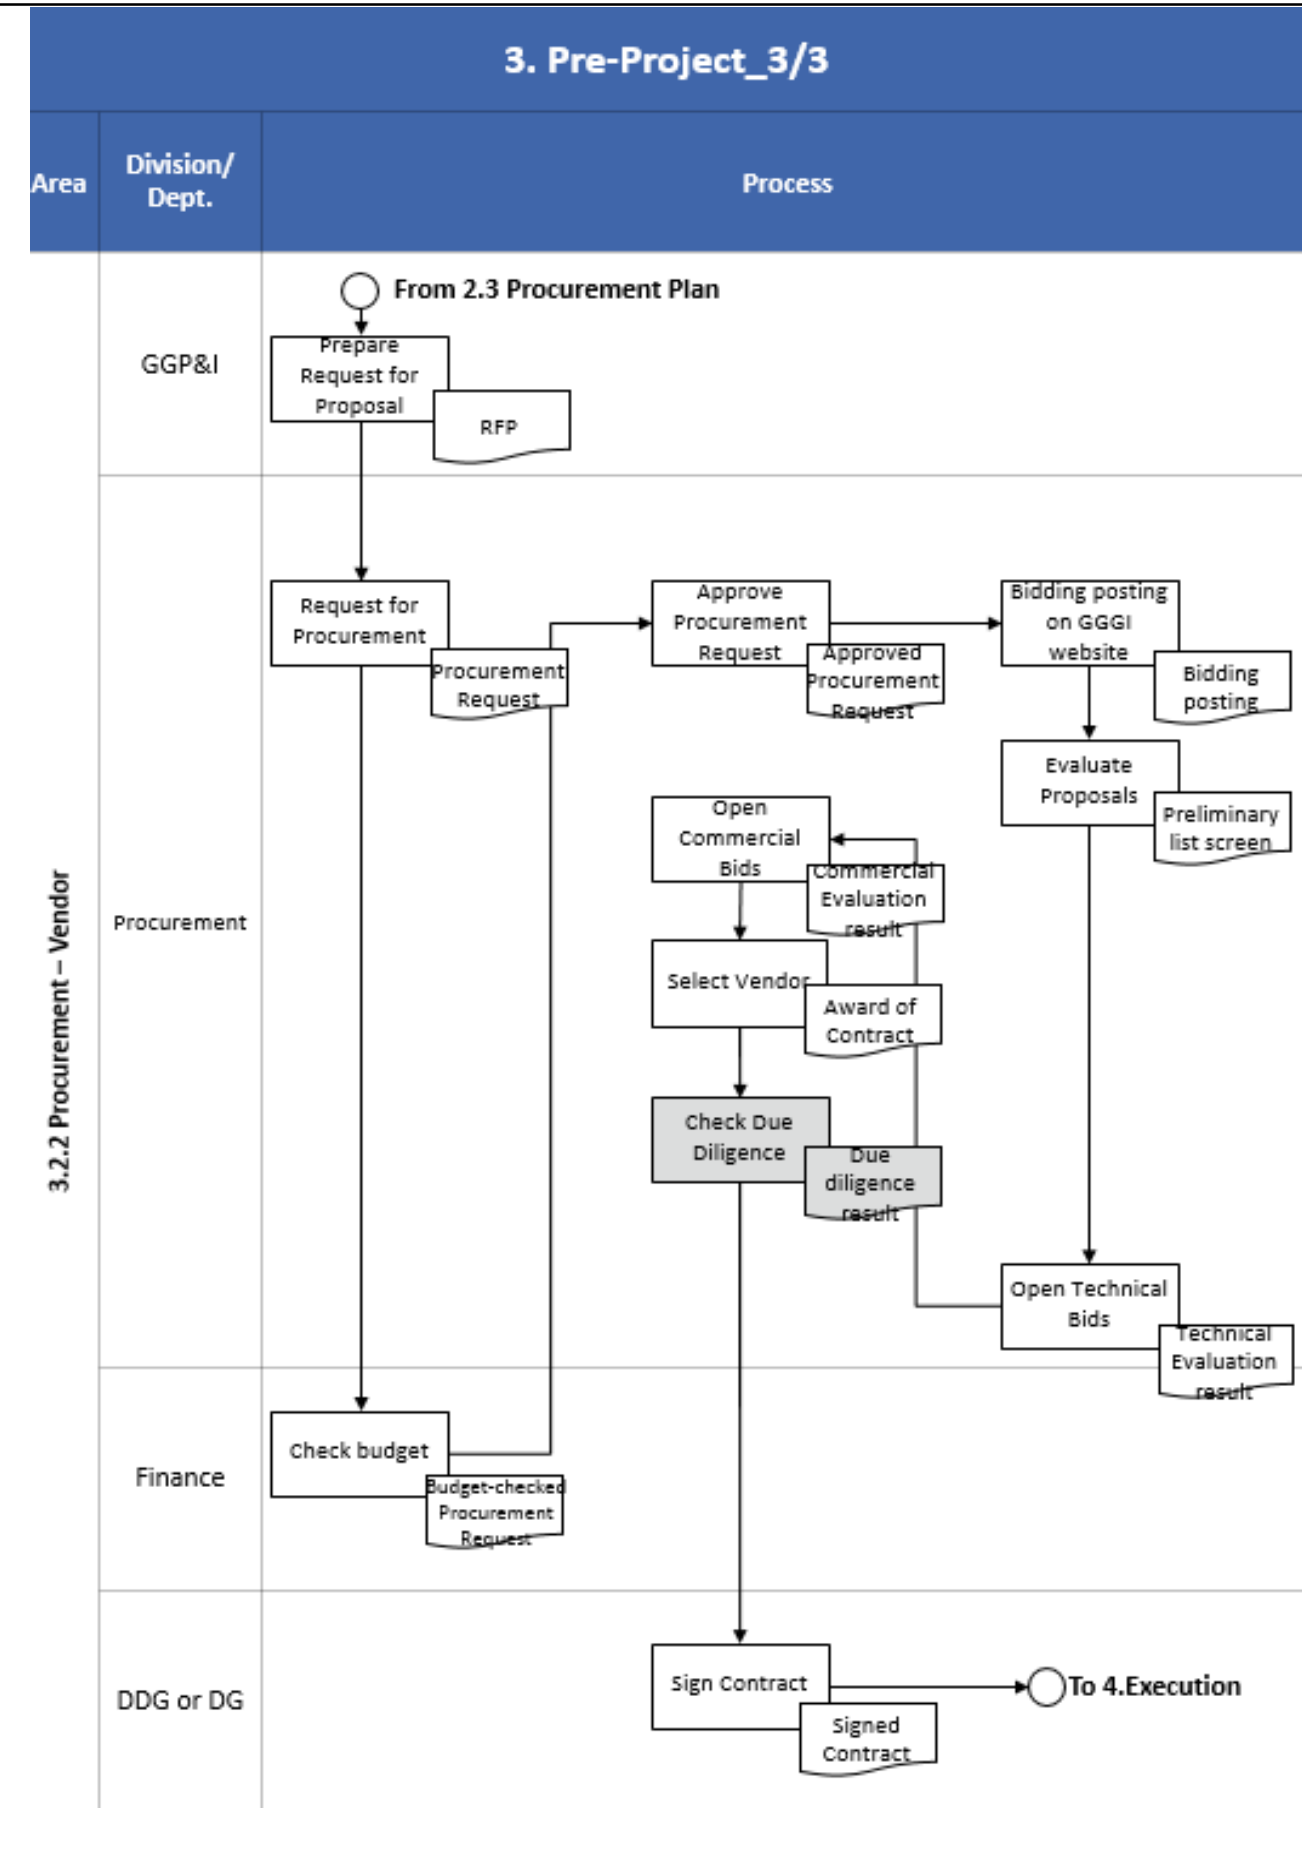 3. Pre-Project_3/3
Area
Division/
Dept.
Process
From 2.3 Procurement Plan
GGP&I
Prepare
Request for
Proposal
RFP
3.2.2 Procurement – Vendor
Procurement
Request for
Procurement
Procurement
Request
Approve
Procurement
Request
Approved
Procurement
Request
Bidding posting
on GGGI
website
Bidding
posting
Evaluate
Proposals
Preliminary
list screen
Open
Commercial
Bids
Commercial
Evaluation
result
Select Vendor
Award of
Contract
Check Due
Diligence
Due
diligence
result
Open Technical
Bids
Technical
Evaluation
result
Finance
Check budget
Budget-checked
Procurement
Request
DDG or DG
Sign Contract
Signed
Contract
To 4.Execution